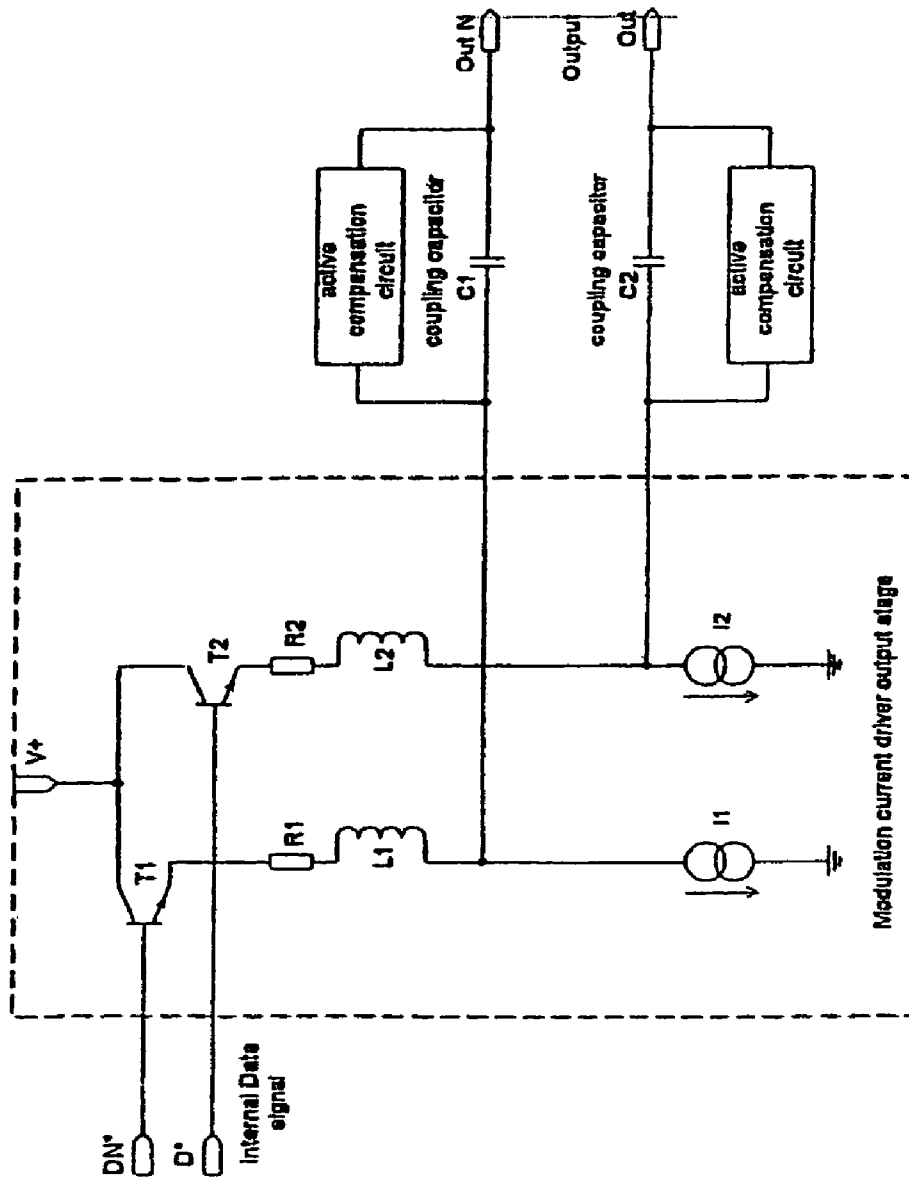 V+
DN*
D*
Internal Data
signal
T1
T2
R1
R2
L1
L2
I1
I2
Modulation current driver output stage
active
compensation
circuit
coupling capacitor
C1
coupling capacitor
C2
active
compensation
circuit
Out N
Output
Out